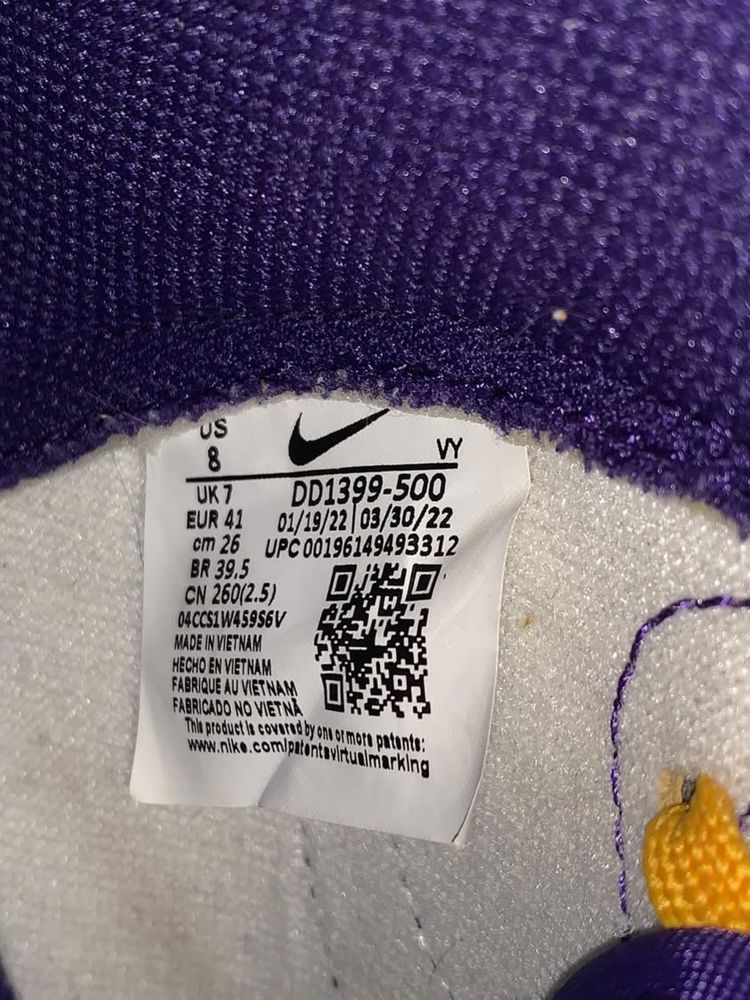 US
8
VY
UK 7
DD1399-500
EUR 41
01/19/22 | 03/30/22
cm 26
UPC 00196149493312
BR 39.5
CN 260(2.5)
04CCS1W459S6V
MADE IN VIETNAM
HECHO EN VIETNAM
FABRIQUE AU VIETNAM
FABRICADO NO VIETNÃ
This product is covered by one or more patents:
www.nike.com/patentsvirtualmarking